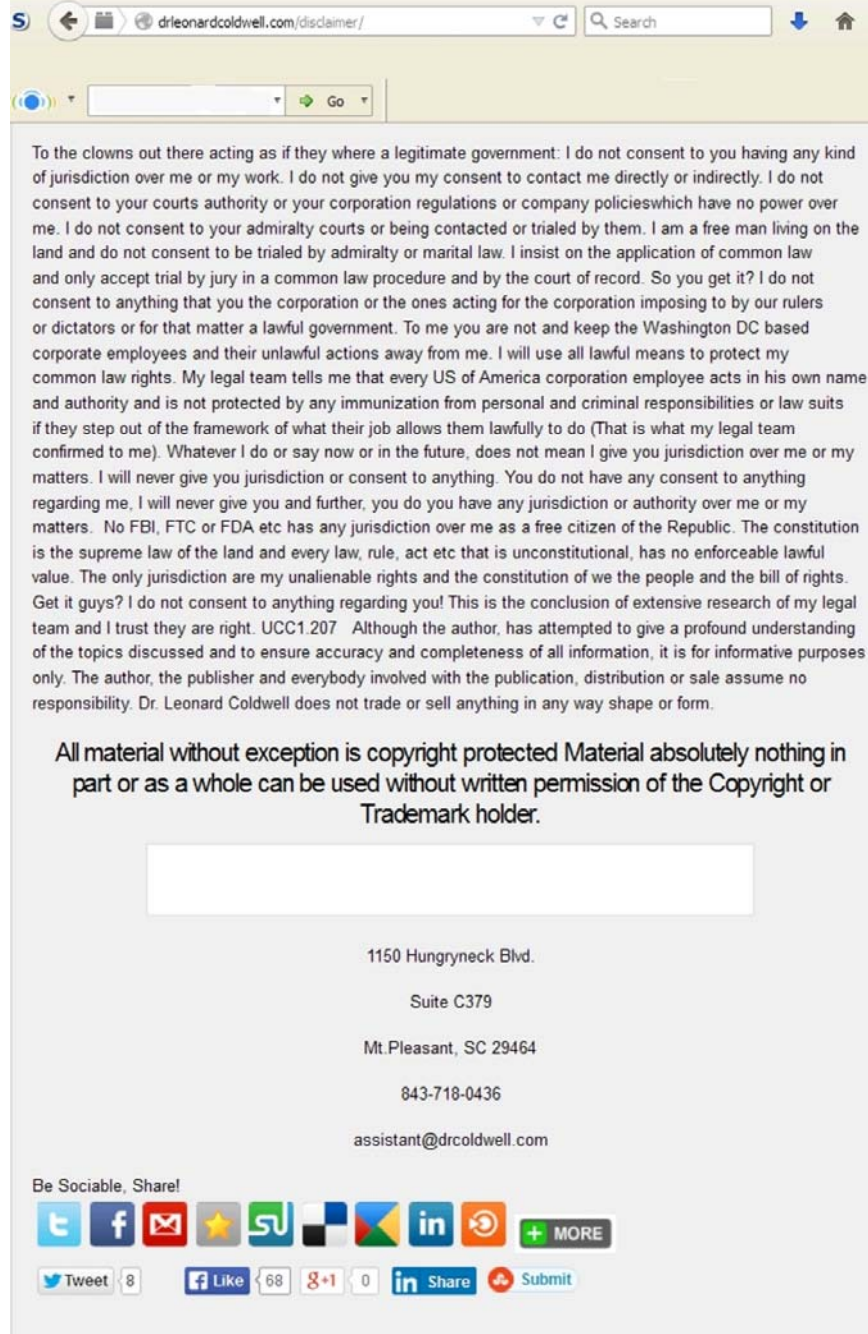 S)
drleonardcoldwell.com/disclaimer/
Search
Go
To the clowns out there acting as if they where a legitimate government: I do not consent to you having any kind
of jurisdiction over me or my work. I do not give you my consent to contact me directly or indirectly. I do not
consent to your courts authority or your corporation regulations or company policieswhich have no power over
me. I do not consent to your admiralty courts or being contacted or trialed by them. I am a free man living on the
land and do not consent to be trialed by admiralty or marital law. I insist on the application of common law
and only accept trial by jury in a common law procedure and by the court of record. So you get it? I do not
consent to anything that you the corporation or the ones acting for the corporation imposing to by our rulers
or dictators or for that matter a lawful government. To me you are not and keep the Washington DC based
corporate employees and their unlawful actions away from me. I will use all lawful means to protect my
common law rights. My legal team tells me that every US of America corporation employee acts in his own name
and authority and is not protected by any immunization from personal and criminal responsibilities or law suits
if they step out of the framework of what their job allows them lawfully to do (That is what my legal team
confirmed to me). Whatever I do or say now or in the future, does not mean I give you jurisdiction over me or my
matters. I will never give you jurisdiction or consent to anything. You do not have any consent to anything
regarding me, I will never give you and further, you do you have any jurisdiction or authority over me or my
matters.  No FBI, FTC or FDA etc has any jurisdiction over me as a free citizen of the Republic. The constitution
is the supreme law of the land and every law, rule, act etc that is unconstitutional, has no enforceable lawful
value. The only jurisdiction are my unalienable rights and the constitution of we the people and the bill of rights.
Get it guys? I do not consent to anything regarding you! This is the conclusion of extensive research of my legal
team and I trust they are right. UCC1.207   Although the author, has attempted to give a profound understanding
of the topics discussed and to ensure accuracy and completeness of all information, it is for informative purposes
only. The author, the publisher and everybody involved with the publication, distribution or sale assume no
responsibility. Dr. Leonard Coldwell does not trade or sell anything in any way shape or form.
All material without exception is copyright protected Material absolutely nothing in
part or as a whole can be used without written permission of the Copyright or
Trademark holder.
1150 Hungryneck Blvd.
Suite C379
Mt.Pleasant, SC 29464
843-718-0436
assistant@drcoldwell.com
Be Sociable, Share!
MORE
Tweet 8 Like 68 g+1 0 in Share Submit